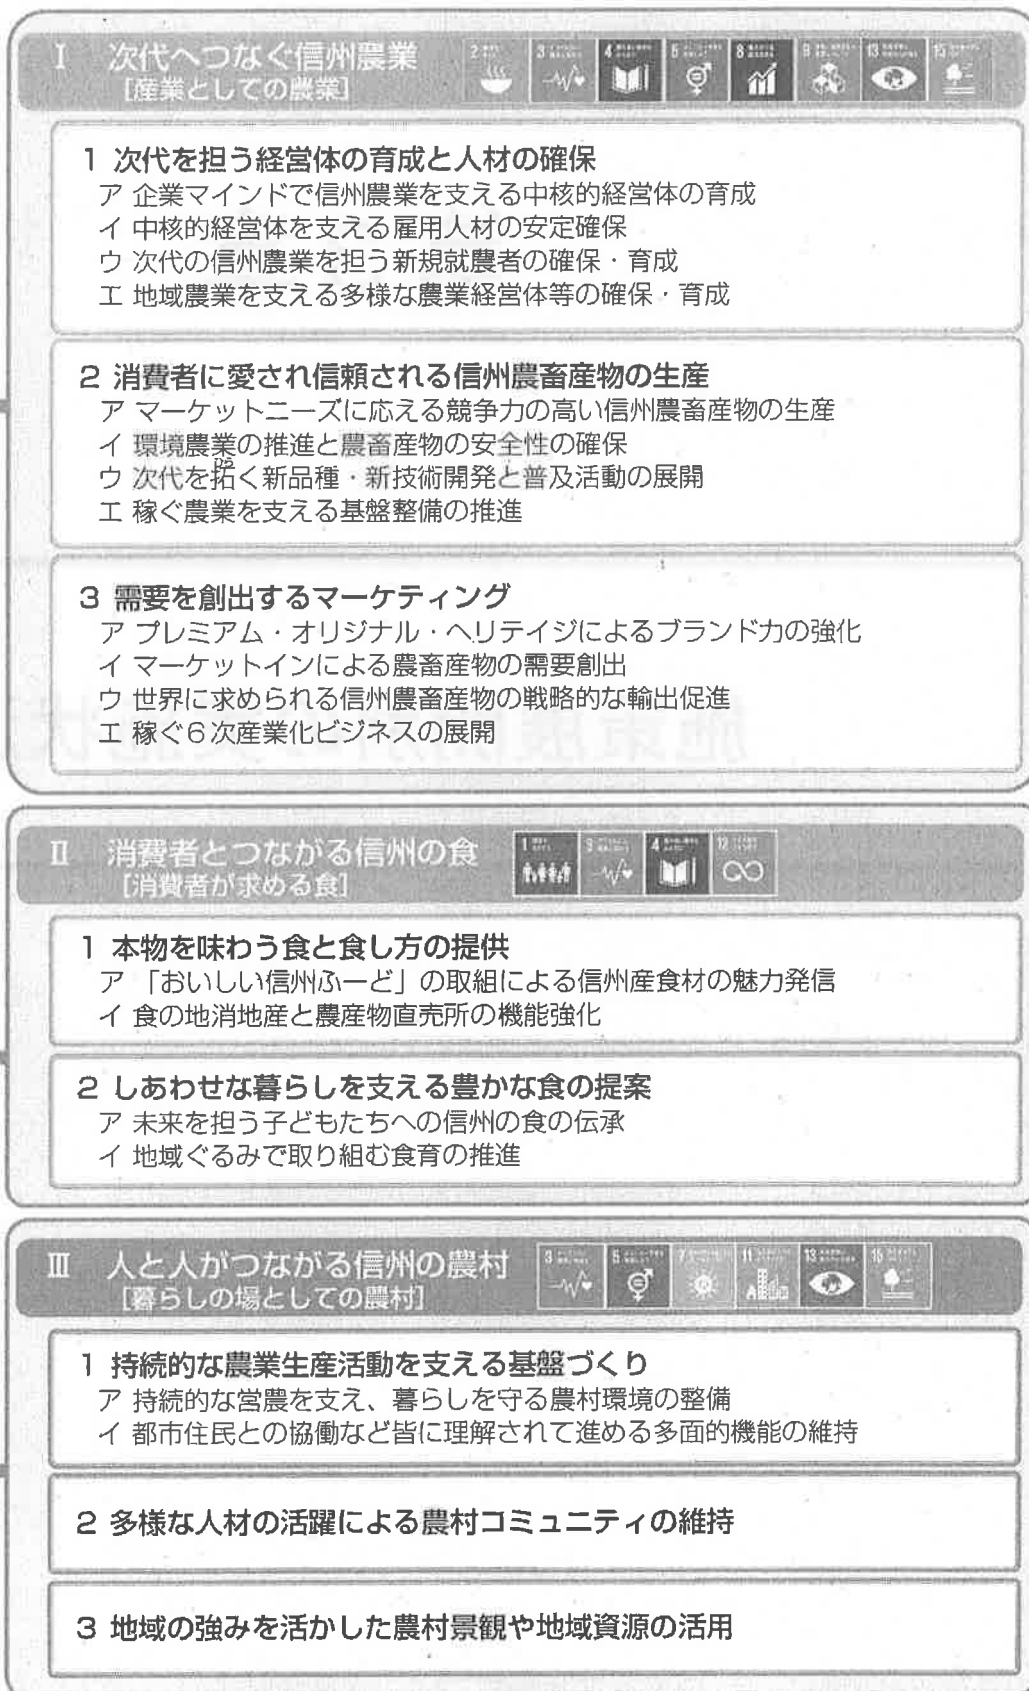 Ⅰ 次代へつなぐ信州農業
[産業としての農業]
2 3 4 5 8 9 13 15
1 次代を担う経営体の育成と人材の確保
ア 企業マインドで信州農業を支える中核的経営体の育成
イ 中核的経営体を支える雇用人材の安定確保
ウ 次代の信州農業を担う新規就農者の確保・育成
エ 地域農業を支える多様な農業経営体等の確保・育成
2 消費者に愛され信頼される信州農畜産物の生産
ア マーケットニーズに応える競争力の高い信州農畜産物の生産
イ 環境農業の推進と農畜産物の安全性の確保
ウ 次代を拓く新品種・新技術開発と普及活動の展開
エ 稼ぐ農業を支える基盤整備の推進
3 需要を創出するマーケティング
ア プレミアム・オリジナル・ヘリテイジによるブランド力の強化
イ マーケットインによる農畜産物の需要創出
ウ 世界に求められる信州農畜産物の戦略的な輸出促進
エ 稼ぐ6次産業化ビジネスの展開
Ⅱ 消費者とつながる信州の食
[消費者が求める食]
1 3 4 12
1 本物を味わう食と食し方の提供
ア 「おいしい信州ふーど」の取組による信州産食材の魅力発信
イ 食の地消地産と農産物直売所の機能強化
2 しあわせな暮らしを支える豊かな食の提案
ア 未来を担う子どもたちへの信州の食の伝承
イ 地域ぐるみで取り組む食育の推進
Ⅲ 人と人がつながる信州の農村
[暮らしの場としての農村]
3 5 7 11 13 15
1 持続的な農業生産活動を支える基盤づくり
ア 持続的な営農を支え、暮らしを守る農村環境の整備
イ 都市住民との協働など皆に理解されて進める多面的機能の維持
2 多様な人材の活躍による農村コミュニティの維持
3 地域の強みを活かした農村景観や地域資源の活用